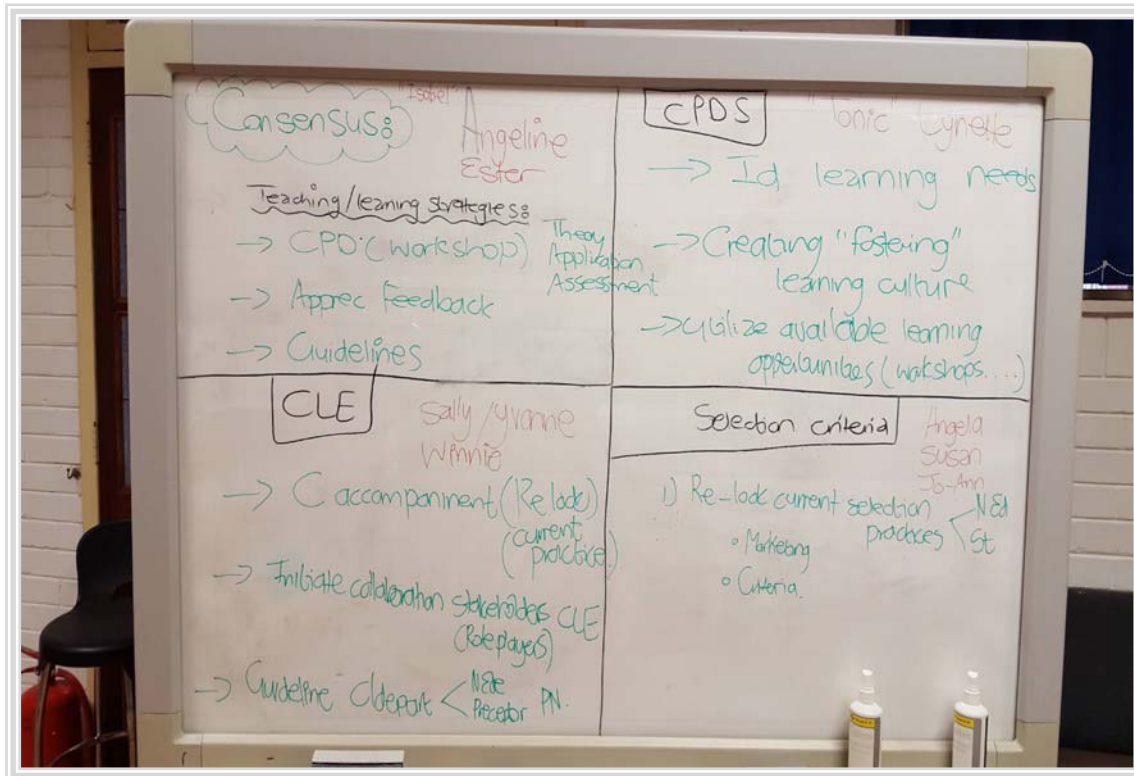 Consensus:
"Isobel"
Angeline
Ester
Teaching/learning strategies:
→ CPD: (workshop)
Theory
Application
Assessment
→ Apprec Feedback
→ Guidelines
CPDS
"Tonic" Lynette
→ Id learning needs
→ Creating "fostering"
learning culture
→ Utilize available learning
opportunities (workshops....)
CLE
Sally / Yvonne
Winnie
→ C accompaniment (Re look)
(current
practice)
→ Initiate collaboration stakeholders CLE
(Role players)
→ Guideline
PN.
Preceptor
Selection criteria
Angela
Susan
Jo-Ann
1) Re-look current selection
practices < NEd
St
° Marketing
° Criteria.